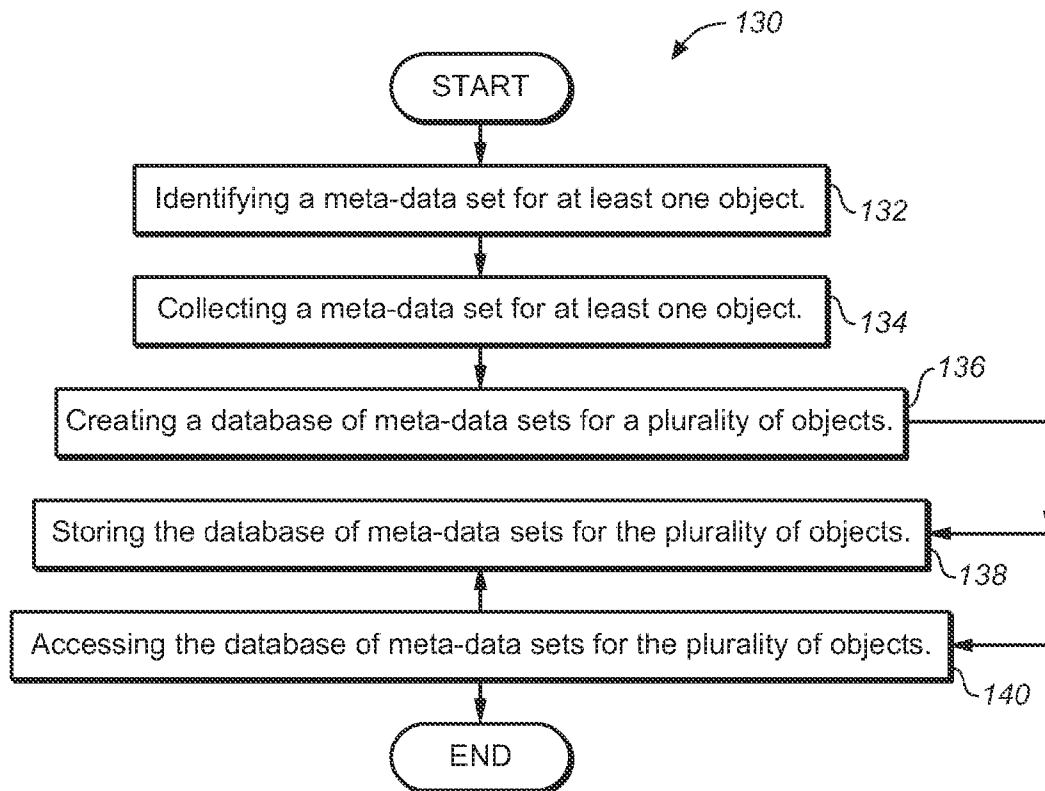 130
START
Identifying a meta-data set for at least one object.
132
Collecting a meta-data set for at least one object.
134
136
Creating a database of meta-data sets for a plurality of objects.
Storing the database of meta-data sets for the plurality of objects.
138
Accessing the database of meta-data sets for the plurality of objects.
140
END